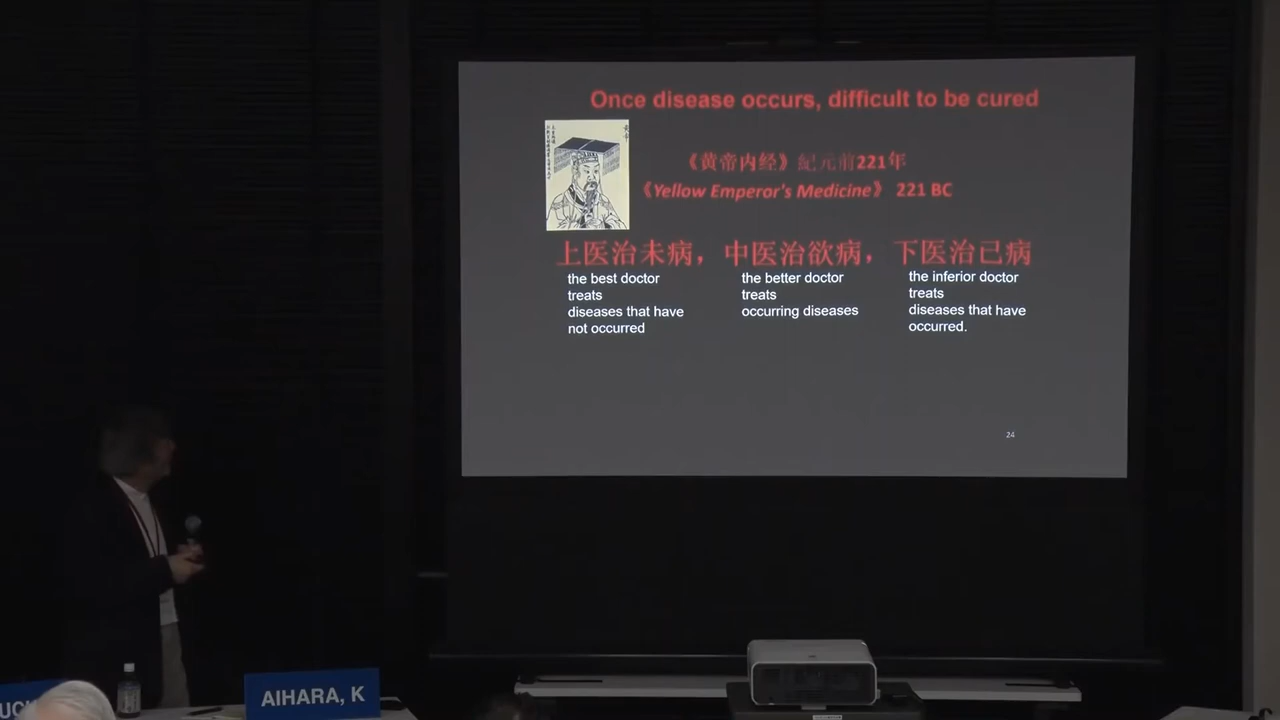 Once disease occurs, difficult to be cured
《黄帝内经》紀元前221年
《Yellow Emperor's Medicine》 221 BC
上医治未病，中医治欲病，下医治已病
the best doctor
treats
diseases that have
not occurred
the better doctor
treats
occurring diseases
the inferior doctor
treats
diseases that have
occurred.
24
AIHARA, K